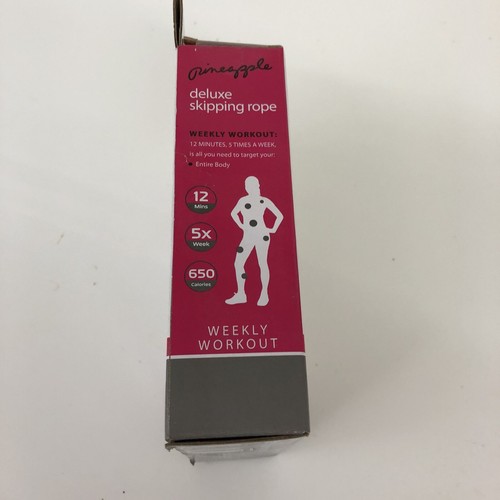 pineapple
deluxe
skipping rope
WEEKLY WORKOUT:
12 MINUTES, 5 TIMES A WEEK,
is all you need to target your:
• Entire Body
12
Mins
5x
Week
650
Calories
WEEKLY
WORKOUT